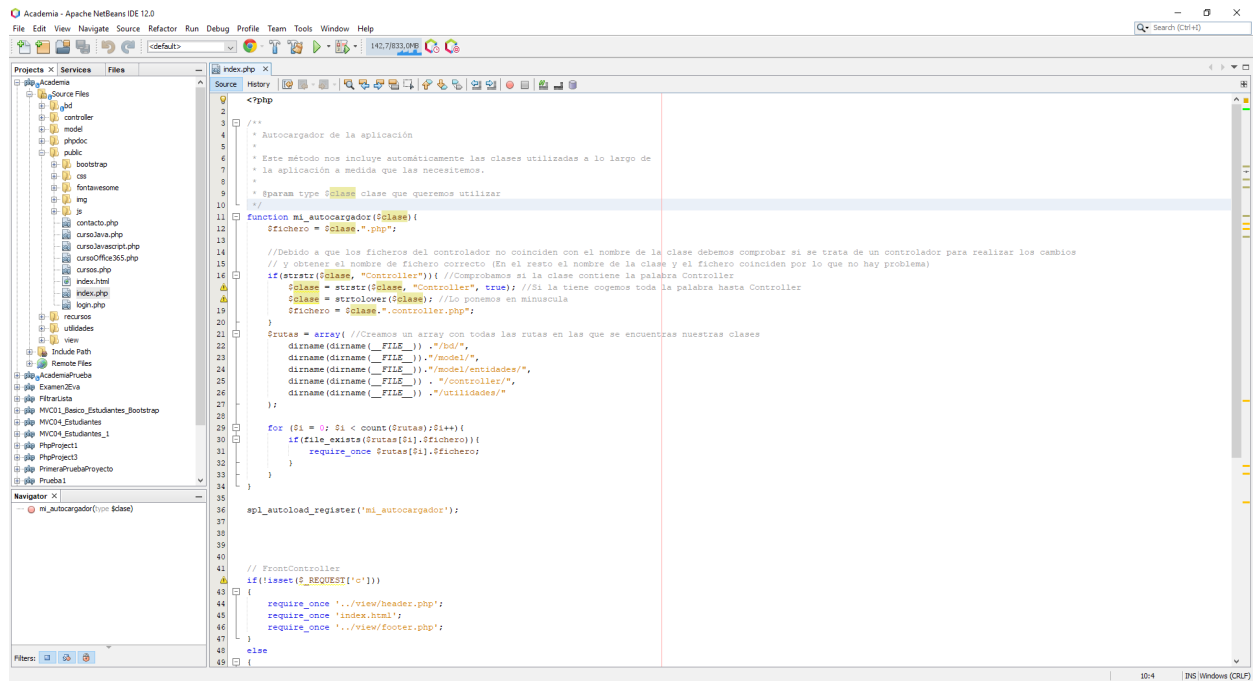 Academia - Apache NetBeans IDE 12.0
File Edit View Navigate Source Refactor Run Debug Profile Team Tools Window Help
Search (Ctrl+I)
<default>
142,7/833,0MB
Projects Services Files
Academia
Source Files
bd
controller
model
phpdoc
public
bootstrap
css
fontawesome
img
js
contacto.php
cursoJava.php
cursoJavascript.php
cursoOffice365.php
cursos.php
index.html
index.php
login.php
recursos
utilidades
view
Include Path
Remote Files
AcademiaPrueba
Examen2Eva
FiltrarLista
MVC01_Basico_Estudiantes_Bootstrap
MVC04_Estudiantes
MVC04_Estudiantes_1
PhpProject1
PhpProject3
PrimeraPruebaProyecto
Prueba1
Navigator
mi_autocargador(type $clase)
Filters:
index.php
Source History
<?php
2
3 /**
4 * Autocargador de la aplicación
5 *
6 * Este método nos incluye automáticamente las clases utilizadas a lo largo de
7 * la aplicación a medida que las necesitemos.
8 *
9 * @param type $clase clase que queremos utilizar
10 */
11 function mi_autocargador($clase){
12 $fichero = $clase.".php";
13
14 //Debido a que los ficheros del controlador no coinciden con el nombre de la clase debemos comprobar si se trata de un controlador para realizar los cambios
15 // y obtener el nombre de fichero correcto (En el resto el nombre de la clase y el fichero coinciden por lo que no hay problema)
16 if(strstr($clase, "Controller")){ //Comprobamos si la clase contiene la palabra Controller
$clase = strstr($clase, "Controller", true); //Si la tiene cogemos toda la palabra hasta Controller
$clase = strtolower($clase); //Lo ponemos en minuscula
19 $fichero = $clase.".controller.php";
20 }
21 $rutas = array( //Creamos un array con todas las rutas en las que se encuentras nuestras clases
22 dirname(dirname(__FILE__)) ."/bd/",
23 dirname(dirname(__FILE__))."/model/",
24 dirname(dirname(__FILE__))."/model/entidades/",
25 dirname(dirname(__FILE__)) . "/controller/",
26 dirname(dirname(__FILE__)) ."/utilidades/"
27 );
28
29 for ($i = 0; $i < count($rutas);$i++){
30 if(file_exists($rutas[$i].$fichero)){
31 require_once $rutas[$i].$fichero;
32 }
33 }
34 }
35
36 spl_autoload_register('mi_autocargador');
37
38
39
40
41 // FrontController
if(!isset($_REQUEST['c']))
43 {
44 require_once '../view/header.php';
45 require_once 'index.html';
46 require_once '../view/footer.php';
47 }
48 else
49 {
10:4 INS Windows (CRLF)